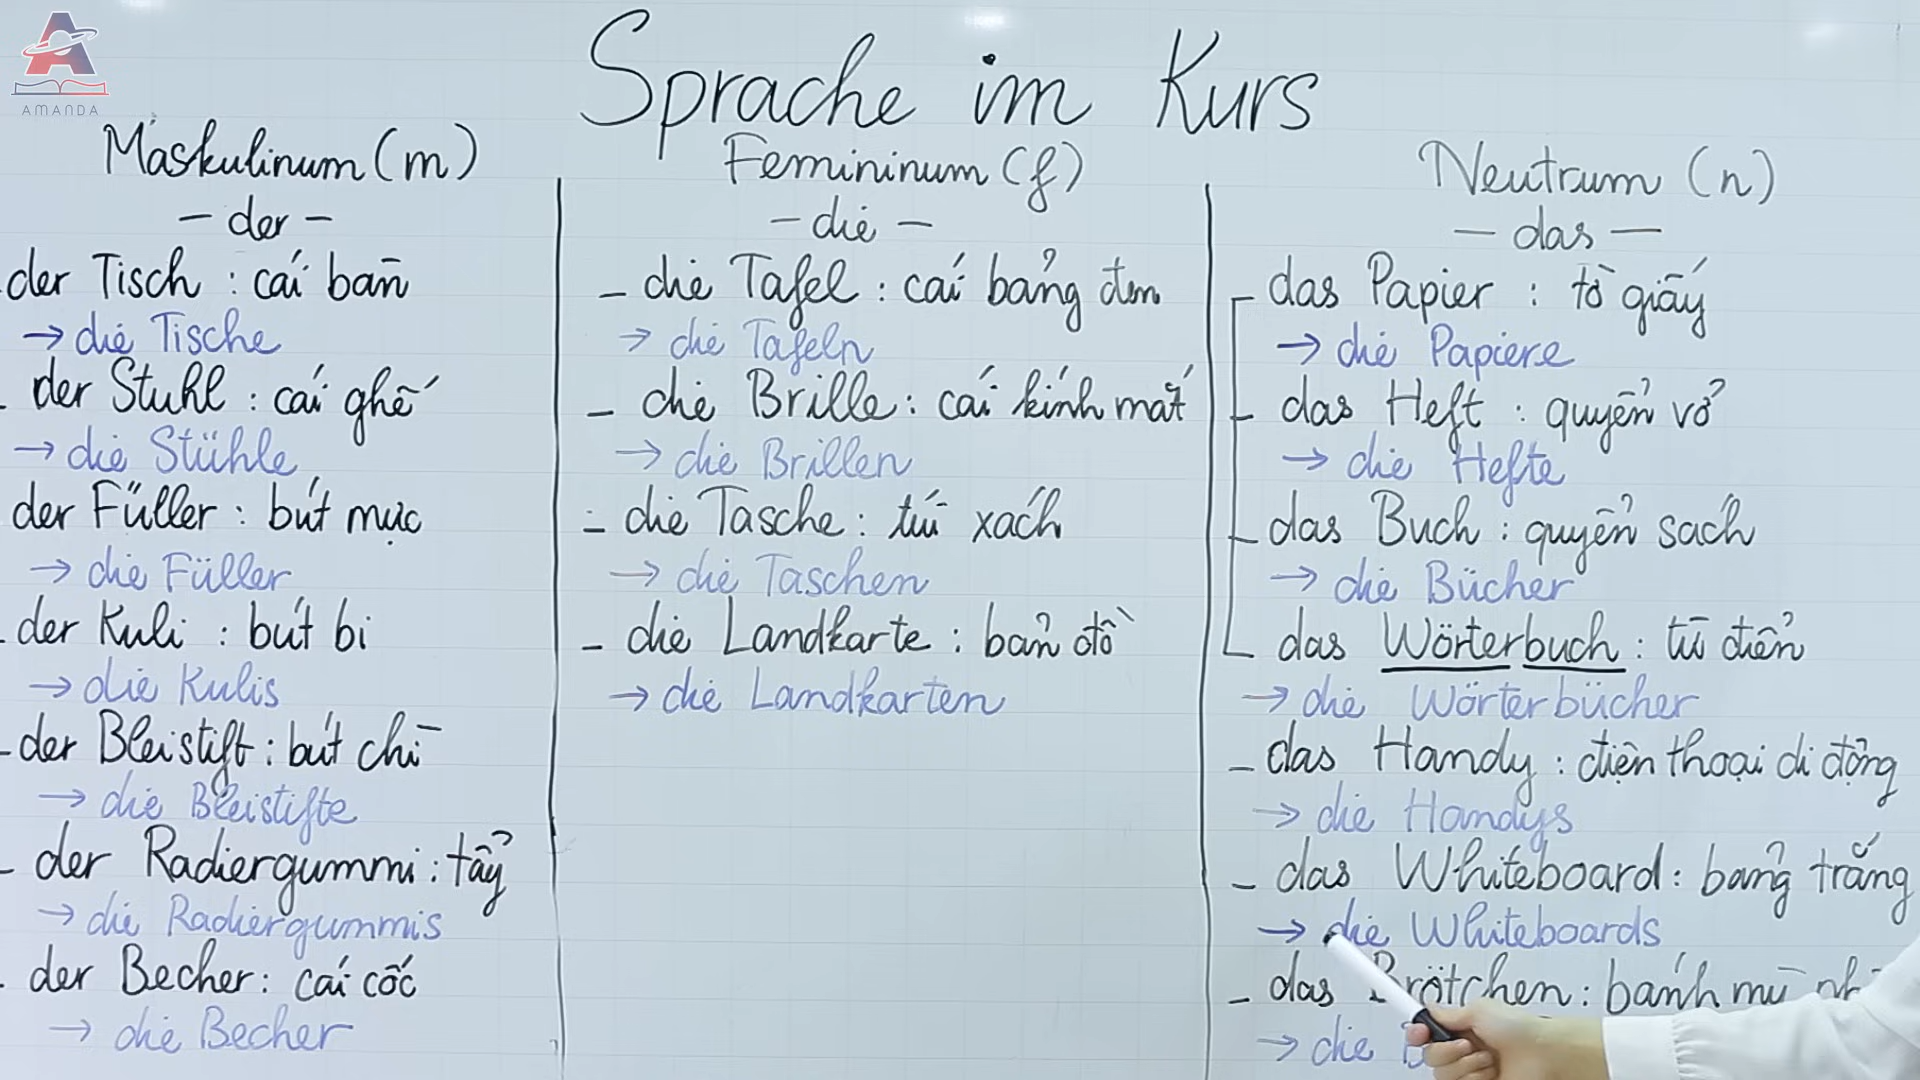 AMANDA
Sprache im Kurs
Maskulinum (m)
- der -
der Tisch : cái bàn
→ die Tische
- der Stuhl : cái ghế
→ die Stühle
der Füller : bút mực
→ die Füller
- der Kuli : bút bi
→ die Kulis
- der Bleistift : bút chì
→ die Bleistifte
- der Radiergummi : tẩy
→ die Radiergummis
- der Becher : cái cốc
→ die Becher
Femininum (f)
- die -
- die Tafel : cái bảng đen
→ die Tafeln
- die Brille : cái kính mắt
→ die Brillen
- die Tasche : túi xách
→ die Taschen
- die Landkarte : bản đồ
→ die Landkarten
Neutrum (n)
- das -
- das Papier : tờ giấy
→ die Papiere
- das Heft : quyển vở
→ die Hefte
- das Buch : quyển sách
→ die Bücher
- das Wörterbuch : từ điển
→ die Wörterbücher
- das Handy : điện thoại di động
→ die Handys
- das Whiteboard : bảng trắng
→ die Whiteboards
- das Brötchen : bánh mì
→ die